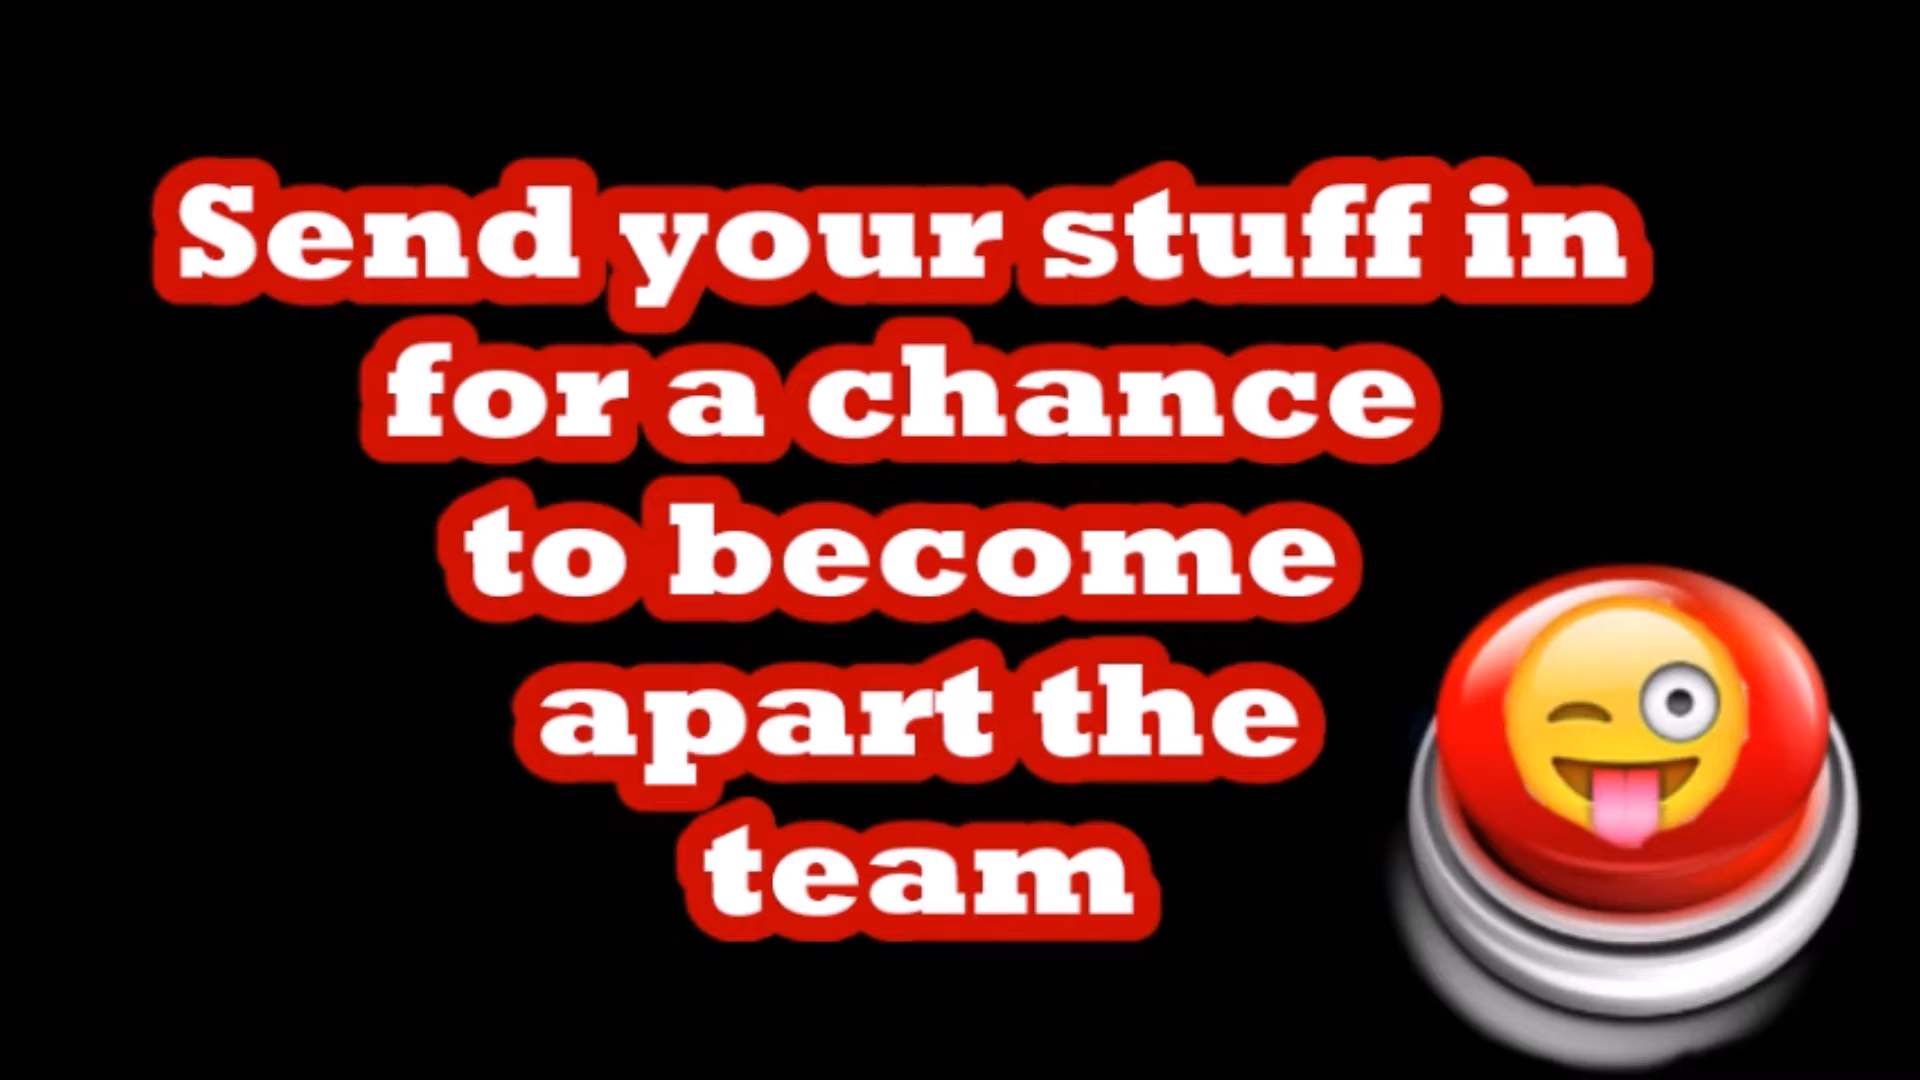 Send your stuff in
for a chance
to become
apart the
team